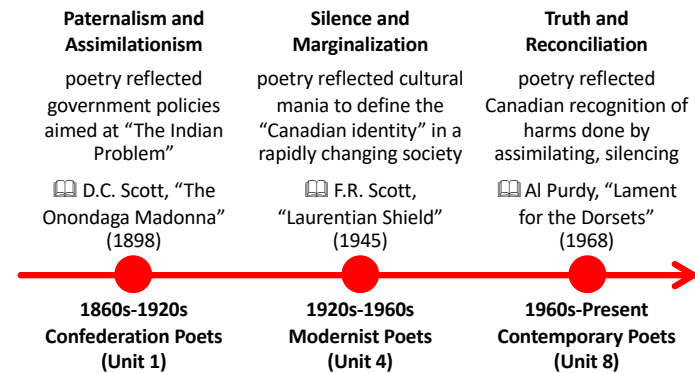 Paternalism and
Assimilationism
poetry reflected
government policies
aimed at “The Indian
Problem”
🕮 D.C. Scott, “The
Onondaga Madonna”
(1898)
1860s-1920s
Confederation Poets
(Unit 1)
Silence and
Marginalization
poetry reflected cultural
mania to define the
“Canadian identity” in a
rapidly changing society
🕮 F.R. Scott,
“Laurentian Shield”
(1945)
1920s-1960s
Modernist Poets
(Unit 4)
Truth and
Reconciliation
poetry reflected
Canadian recognition of
harms done by
assimilating, silencing
🕮 Al Purdy, “Lament
for the Dorsets”
(1968)
1960s-Present
Contemporary Poets
(Unit 8)